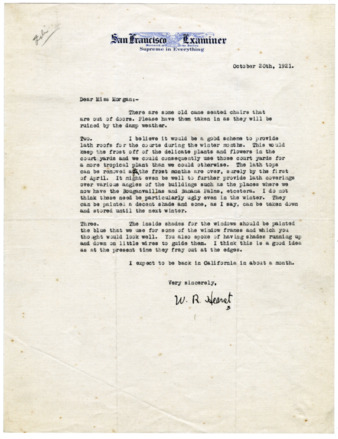 San Francisco Examiner
Supreme in Everything
October 20th, 1921.
Dear Miss Morgan:-
There are some old cane seated chairs that
are out of doors. Please have them taken in as they will be
ruined by the damp weather.
Two. I believe it would be a good scheme to provide
lath roofs for the courts during the winter months. This would
keep the frost off of the delicate plants and flowers in the
court yards and we could consequently use those court yards for
a more tropical plant than we could otherwise. The lath tops
can be removed as the frost months are over, surely by the first
of April. It might even be well to further provide lath coverings
over various angles of the buildings such as the places where we
now have the Bougainvillea and Banana Palms, etcetera. I do not
think these need be particularly ugly even in the winter. They
can be painted a decent shade and some, as I say, can be taken down
and stored until the next winter.
Three. The inside shades for the windows should be painted
the blue that we use for some of the window frames and which you
thought would look well. You also spoke of having shades running up
and down on little wires to guide them. I think this is a good idea
as at the present time they fray out at the edges.
I expect to be back in California in about a month.
Very sincerely,
W. R. Hearst